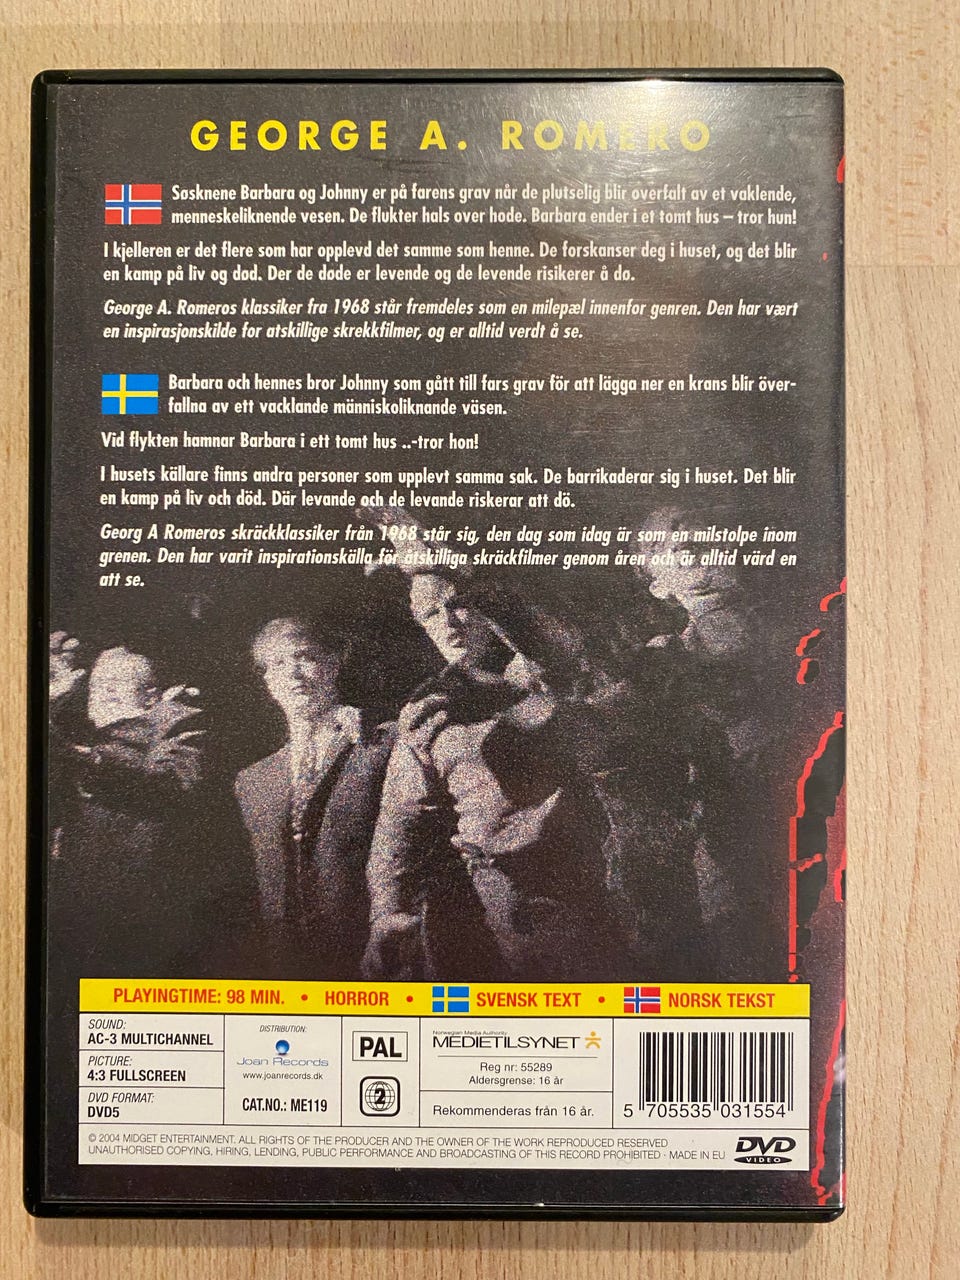 GEORGE A. ROMERO
Søsknene Barbara og Johnny er på farens grav når de plutselig blir overfalt av et vaklende,
menneskeliknende vesen. De flukter hals over hode. Barbara ender i et tomt hus – tror hun!
I kjelleren er det flere som har opplevd det samme som henne. De forskanser deg i huset, og det blir
en kamp på liv og død. Der de døde er levende og de levende risikerer å dø.
George A. Romeros klassiker fra 1968 står fremdeles som en milepæl innenfor genren. Den har vært
en inspirasjonskilde for atskillige skrekkfilmer, og er alltid verdt å se.
Barbara och hennes bror Johnny som gått till fars grav för att lägga ner en krans blir över-
fallna av ett vacklande människoliknande väsen.
Vid flykten hamnar Barbara i ett tomt hus ..-tror hon!
I husets källare finns andra personer som upplevt samma sak. De barrikaderar sig i huset. Det blir
en kamp på liv och död. Där levande och de levande riskerar att dö.
Georg A Romeros skräckklassiker från 1968 står sig, den dag som idag är som en milstolpe inom
grenen. Den har varit inspirationskälla för åtskilliga skräckfilmer genom åren och är alltid värd en
att se.
PLAYINGTIME: 98 MIN. • HORROR • SVENSK TEXT • NORSK TEKST
SOUND:
AC-3 MULTICHANNEL
PICTURE:
4:3 FULLSCREEN
DVD FORMAT:
DVD5
DISTRIBUTION:
Joan Records
www.joanrecords.dk
CAT.NO.: ME119
PAL
2
Norwegian Media Authority
MEDIETILSYNET
Reg nr: 55289
Aldersgrense: 16 år
Rekommenderas från 16 år.
5 705535 031554
© 2004 MIDGET ENTERTAINMENT. ALL RIGHTS OF THE PRODUCER AND THE OWNER OF THE WORK REPRODUCED RESERVED
UNAUTHORISED COPYING, HIRING, LENDING, PUBLIC PERFORMANCE AND BROADCASTING OF THIS RECORD PROHIBITED · MADE IN EU
DVD
VIDEO